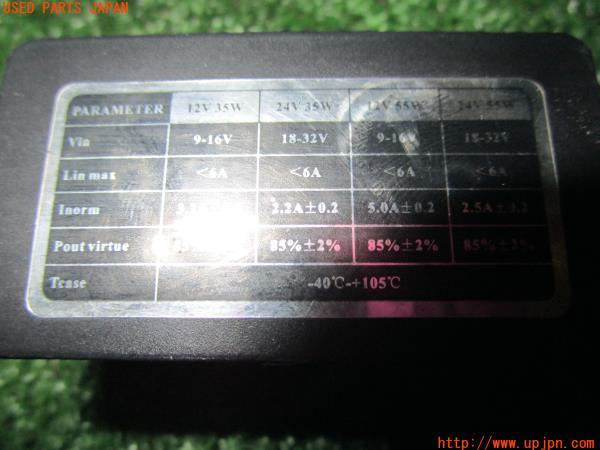 USED PARTS JAPAN
PARAMETER 12V 35W 24V 35W 12V 55W 24V 55W
Vin 9-16V 18-32V 9-16V 18-32V
Lin max <6A <6A <6A <6A
Inorm 2.2A±0.2 5.0A±0.2 2.5A±0.2
Pout virtue 85%±2% 85%±2% 85%±2%
Tcase -40℃-+105℃
http://www.upjpn.com